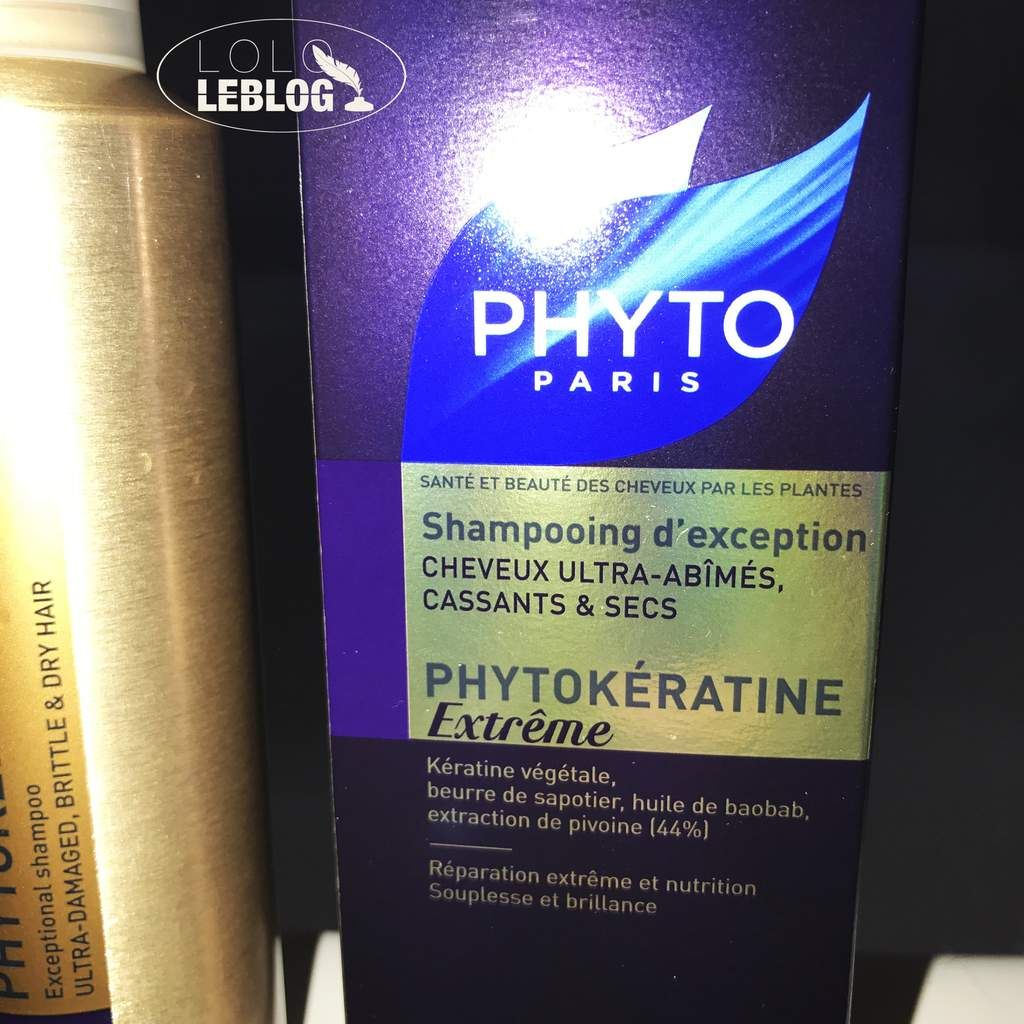 LOLO
LEBLOG
PHYTO
PARIS
SANTÉ ET BEAUTÉ DES CHEVEUX PAR LES PLANTES
Shampooing d'exception
CHEVEUX ULTRA-ABÎMÉS,
CASSANTS & SECS
PHYTOKÉRATINE
Extrême
Kératine végétale,
beurre de sapotier, huile de baobab,
extraction de pivoine (44%)
Réparation extrême et nutrition
Souplesse et brillance
Exceptional shampoo
ULTRA-DAMAGED, BRITTLE & DRY HAIR